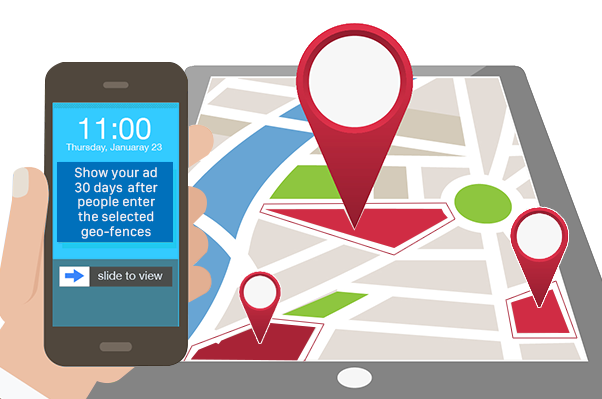 11:00
Thursday, Januaray 23
Show your ad
30 days after
people enter
the selected
geo-fences
slide to view